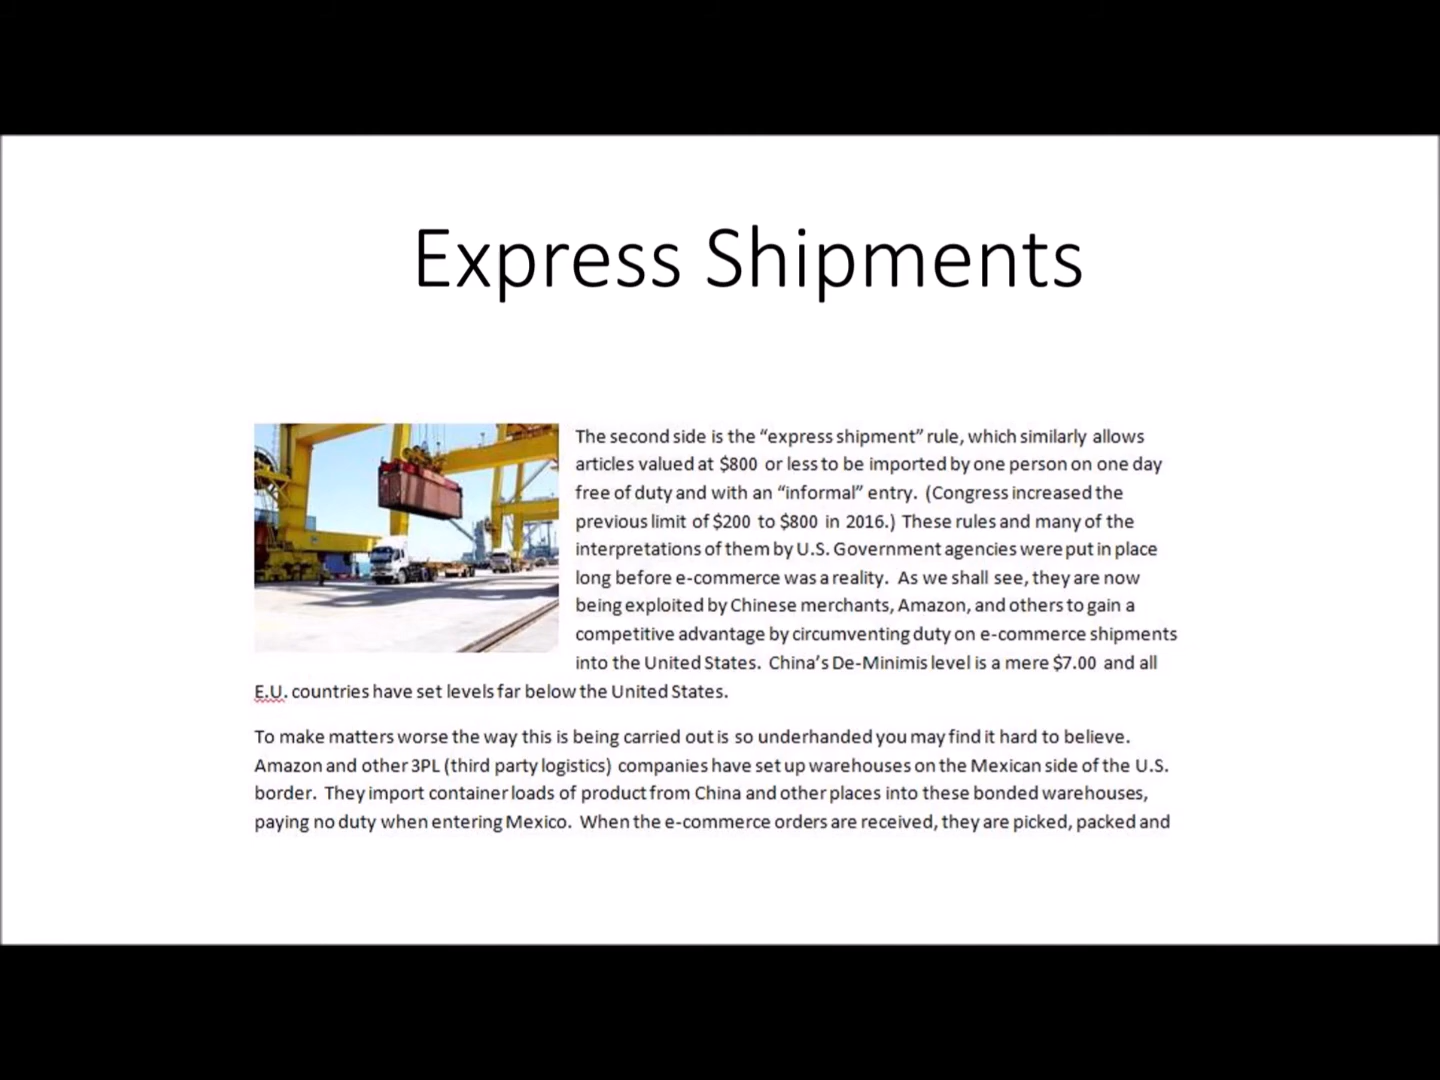 Express Shipments
The second side is the “express shipment” rule, which similarly allows
articles valued at $800 or less to be imported by one person on one day
free of duty and with an “informal” entry. (Congress increased the
previous limit of $200 to $800 in 2016.) These rules and many of the
interpretations of them by U.S. Government agencies were put in place
long before e-commerce was a reality. As we shall see, they are now
being exploited by Chinese merchants, Amazon, and others to gain a
competitive advantage by circumventing duty on e-commerce shipments
into the United States. China’s De-Minimis level is a mere $7.00 and all
E.U. countries have set levels far below the United States.
To make matters worse the way this is being carried out is so underhanded you may find it hard to believe.
Amazon and other 3PL (third party logistics) companies have set up warehouses on the Mexican side of the U.S.
border. They import container loads of product from China and other places into these bonded warehouses,
paying no duty when entering Mexico. When the e-commerce orders are received, they are picked, packed and